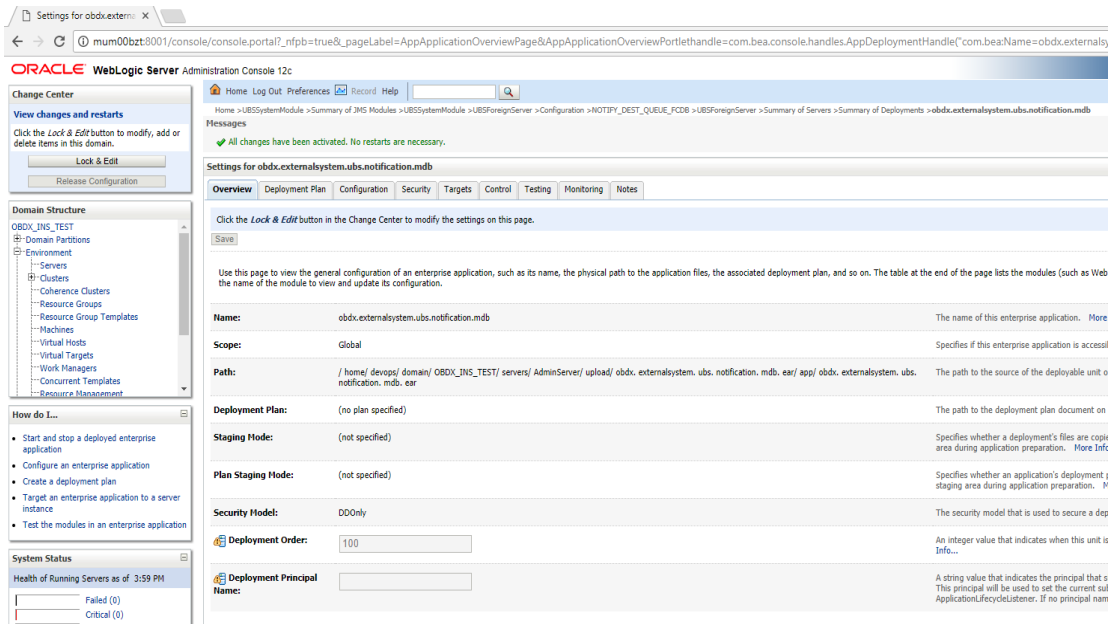 Settings for obdx.externa
mum00bzt:8001/console/console.portal?_nfpb=true&_pageLabel=AppApplicationOverviewPage&AppApplicationOverviewPortlethandle=com.bea.console.handles.AppDeploymentHandle("com.bea:Name=obdx.externalsy
ORACLE WebLogic Server Administration Console 12c
Change Center
View changes and restarts
Click the Lock & Edit button to modify, add or
delete items in this domain.
Lock & Edit
Release Configuration
Domain Structure
OBDX_INS_TEST
Domain Partitions
Environment
Servers
Clusters
Coherence Clusters
Resource Groups
Resource Group Templates
Machines
Virtual Hosts
Virtual Targets
Work Managers
Concurrent Templates
Resource Management
How do I...
Start and stop a deployed enterprise
application
Configure an enterprise application
Create a deployment plan
Target an enterprise application to a server
instance
Test the modules in an enterprise application
System Status
Health of Running Servers as of 3:59 PM
Failed (0)
Critical (0)
Home Log Out Preferences Record Help
Home >UBSSystemModule >Summary of JMS Modules >UBSSystemModule >UBSForeignServer >Configuration >NOTIFY_DEST_QUEUE_FCDB >UBSForeignServer >Summary of Servers >Summary of Deployments >obdx.externalsystem.ubs.notification.mdb
Messages
All changes have been activated. No restarts are necessary.
Settings for obdx.externalsystem.ubs.notification.mdb
Overview Deployment Plan Configuration Security Targets Control Testing Monitoring Notes
Click the Lock & Edit button in the Change Center to modify the settings on this page.
Save
Use this page to view the general configuration of an enterprise application, such as its name, the physical path to the application files, the associated deployment plan, and so on. The table at the end of the page lists the modules (such as Web
the name of the module to view and update its configuration.
Name: obdx.externalsystem.ubs.notification.mdb The name of this enterprise application. More
Scope: Global Specifies if this enterprise application is accessi
Path: / home/ devops/ domain/ OBDX_INS_TEST/ servers/ AdminServer/ upload/ obdx. externalsystem. ubs. notification. mdb. ear/ app/ obdx. externalsystem. ubs. The path to the source of the deployable unit o
notification. mdb. ear
Deployment Plan: (no plan specified) The path to the deployment plan document on
Staging Mode: (not specified) Specifies whether a deployment's files are copie
area during application preparation. More Info
Plan Staging Mode: (not specified) Specifies whether an application's deployment p
staging area during application preparation. M
Security Model: DDOnly The security model that is used to secure a dep
Deployment Order: 100 An integer value that indicates when this unit is
Info...
Deployment Principal
Name:
A string value that indicates the principal that s
This principal will be used to set the current sul
ApplicationLifecycleListener. If no principal nam